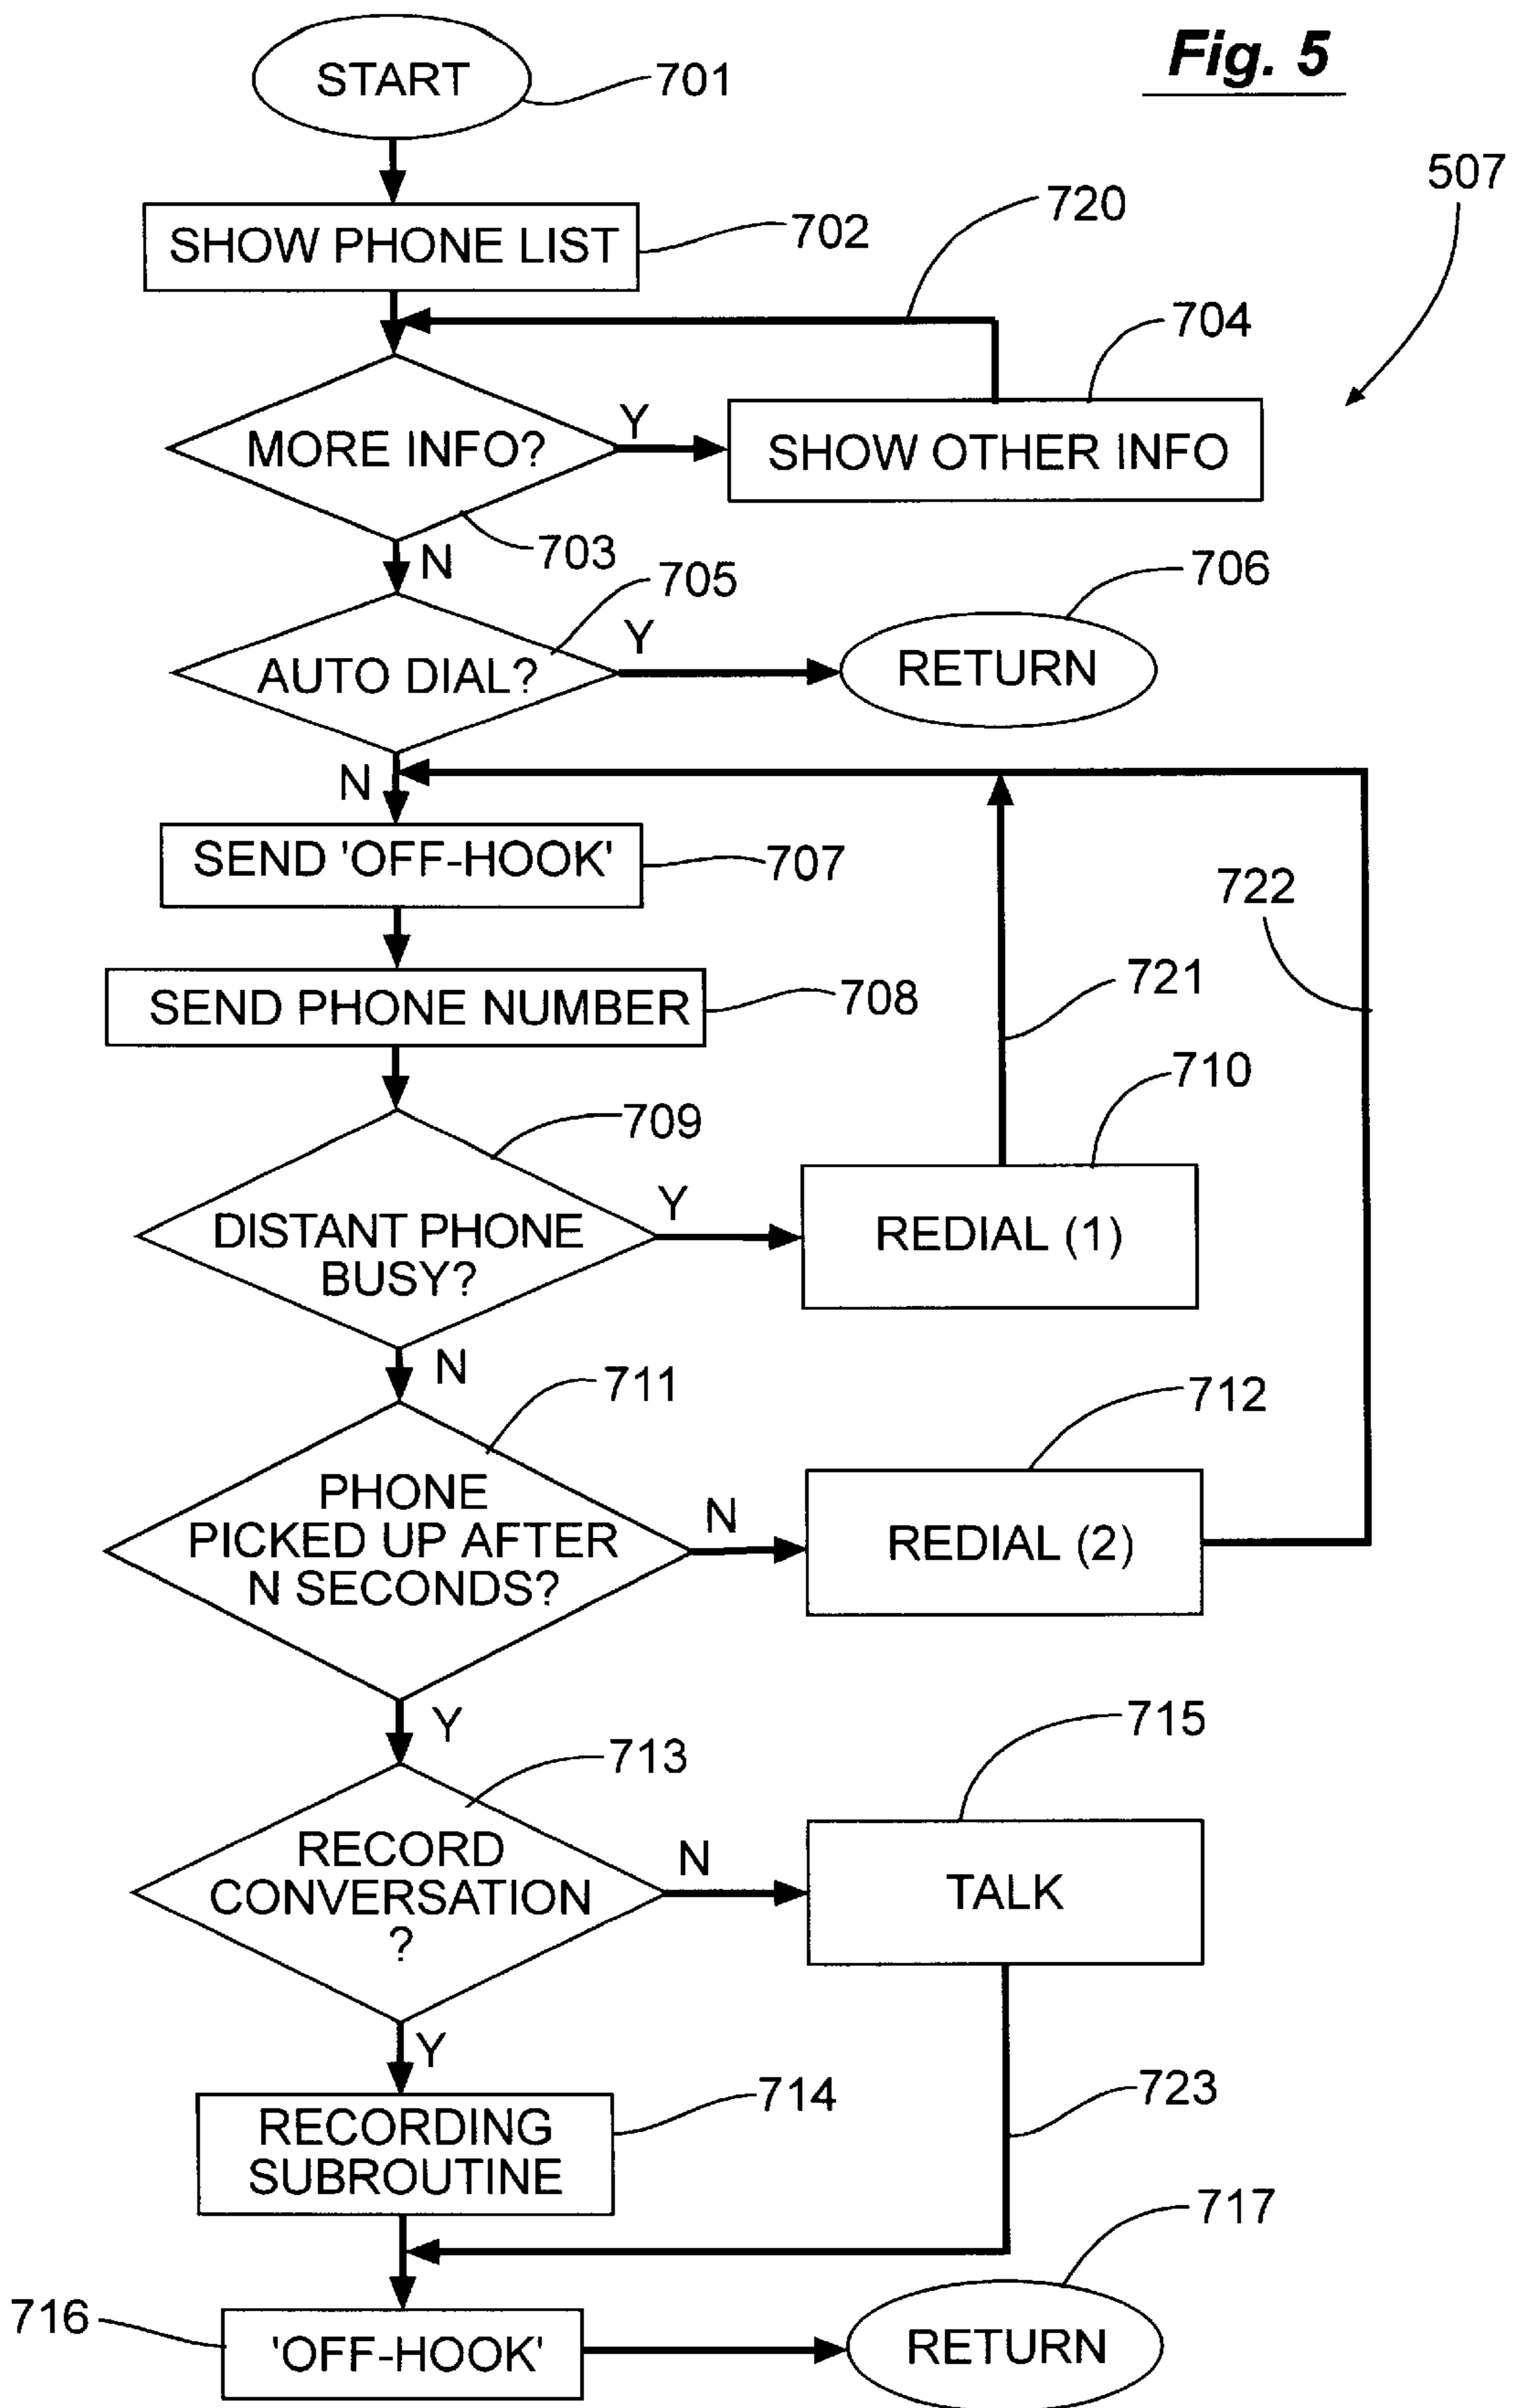 Fig. 5
START
701
507
720
SHOW PHONE LIST
702
704
MORE INFO?
Y
SHOW OTHER INFO
703
N
705
706
AUTO DIAL?
Y
RETURN
N
SEND 'OFF-HOOK'
707
722
SEND PHONE NUMBER
708
721
710
709
DISTANT PHONE
BUSY?
Y
REDIAL (1)
N
711
712
PHONE
PICKED UP AFTER
N SECONDS?
N
REDIAL (2)
Y
713
715
RECORD
CONVERSATION
?
N
TALK
Y
714
723
RECORDING
SUBROUTINE
717
716
'OFF-HOOK'
RETURN